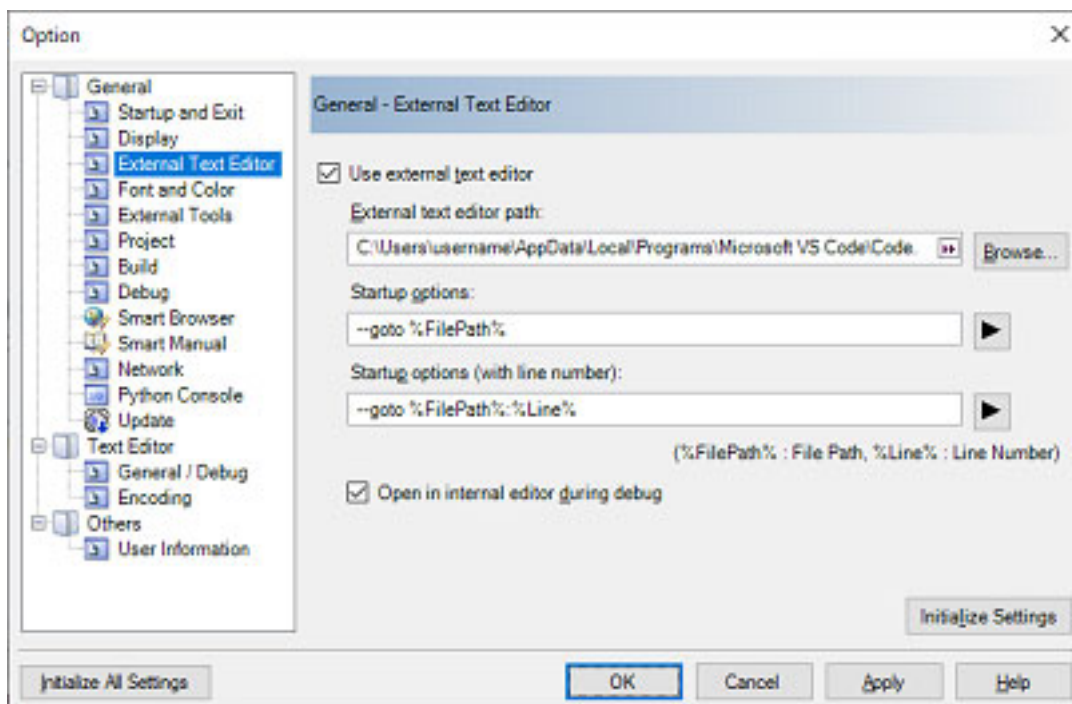 Option
General
Startup and Exit
Display
External Text Editor
Font and Color
External Tools
Project
Build
Debug
Smart Browser
Smart Manual
Network
Python Console
Update
Text Editor
General / Debug
Encoding
Others
User Information
General - External Text Editor
Use external text editor
External text editor path:
C:\Users\username\AppData\Local\Programs\Microsoft VS Code\Code.
Browse...
Startup options:
--goto %FilePath%
Startup options (with line number):
--goto %FilePath%:%Line%
(%FilePath% : File Path, %Line% : Line Number)
Open in internal editor during debug
Initialize Settings
Initialize All Settings
OK
Cancel
Apply
Help